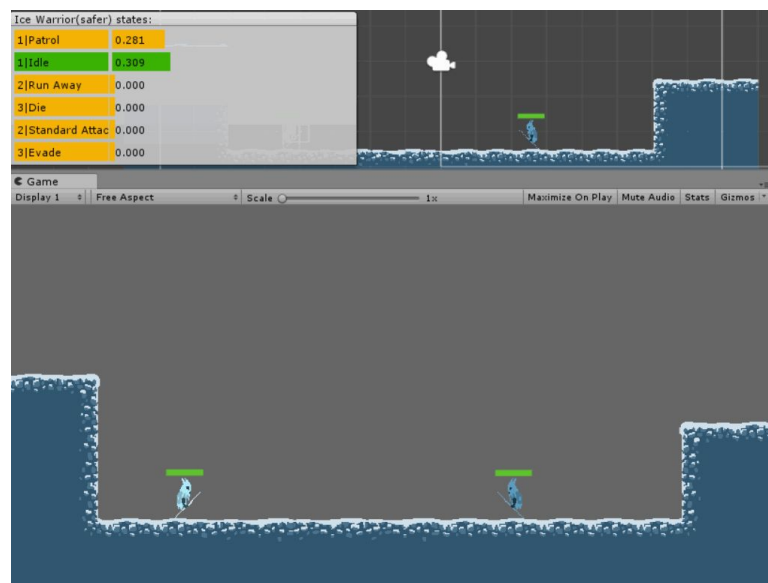 Ice Warrior(safer) states:
1|Patrol 0.281
1|Idle 0.309
2|Run Away 0.000
3|Die 0.000
2|Standard Attac 0.000
3|Evade 0.000
Game
Display 1 Free Aspect Scale 1x Maximize On Play Mute Audio Stats Gizmos